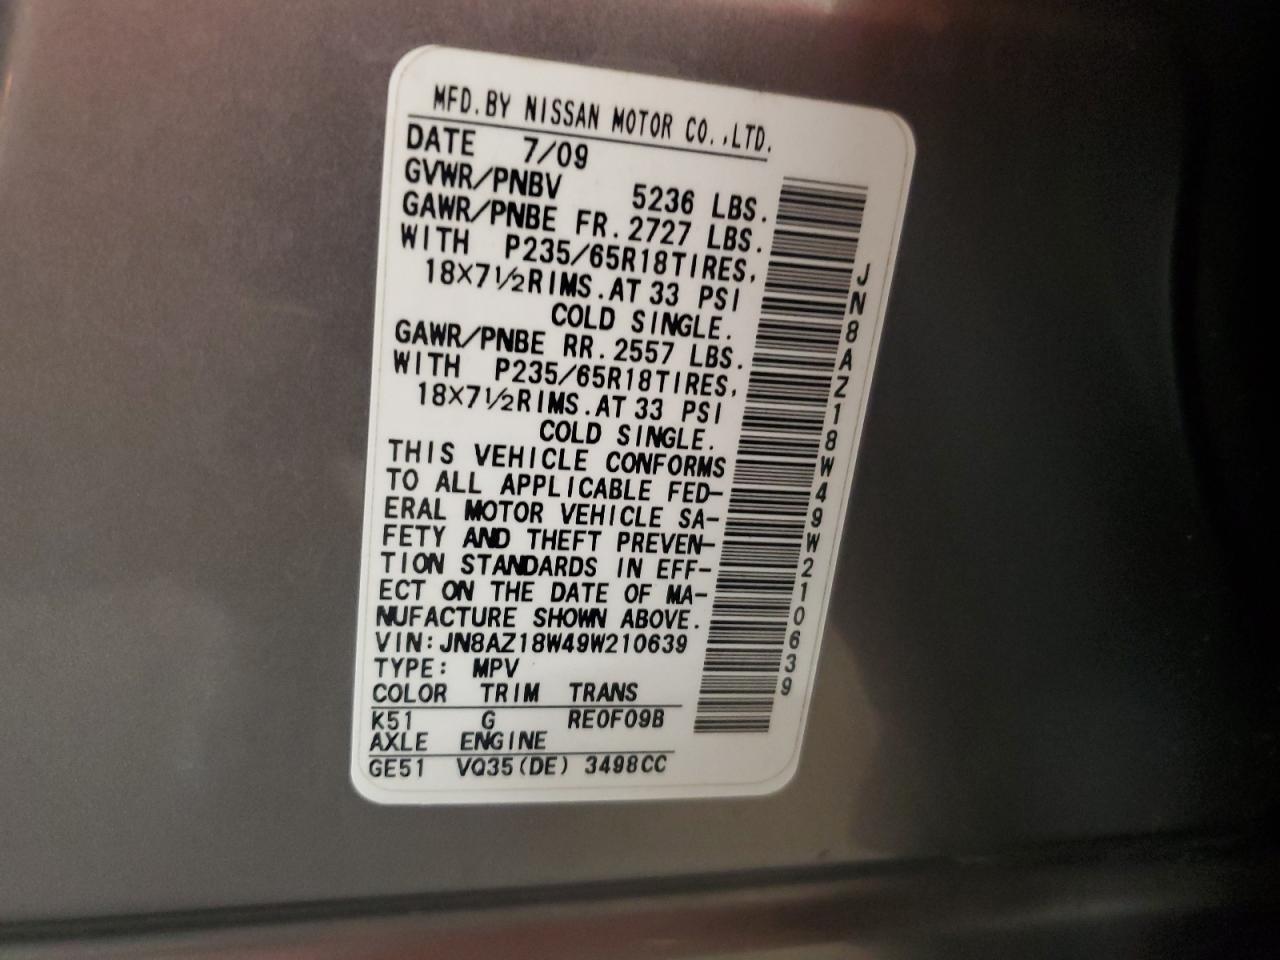 MFD. BY NISSAN MOTOR CO.,LTD.
DATE 7/09
GVWR/PNBV 5236 LBS.
GAWR/PNBE FR. 2727 LBS.
WITH P235/65R18TIRES,
18×7½RIMS. AT 33 PSI
COLD SINGLE.
GAWR/PNBE RR. 2557 LBS.
WITH P235/65R18TIRES,
18×7½RIMS. AT 33 PSI
COLD SINGLE.
THIS VEHICLE CONFORMS
TO ALL APPLICABLE FED-
ERAL MOTOR VEHICLE SA-
FETY AND THEFT PREVEN-
TION STANDARDS IN EFF-
ECT ON THE DATE OF MA-
NUFACTURE SHOWN ABOVE.
VIN: JN8AZ18W49W210639
TYPE: MPV
COLOR TRIM TRANS
K51 G RE0F09B
AXLE ENGINE
GE51 VQ35(DE) 3498CC
JN8AZ18W49W210639